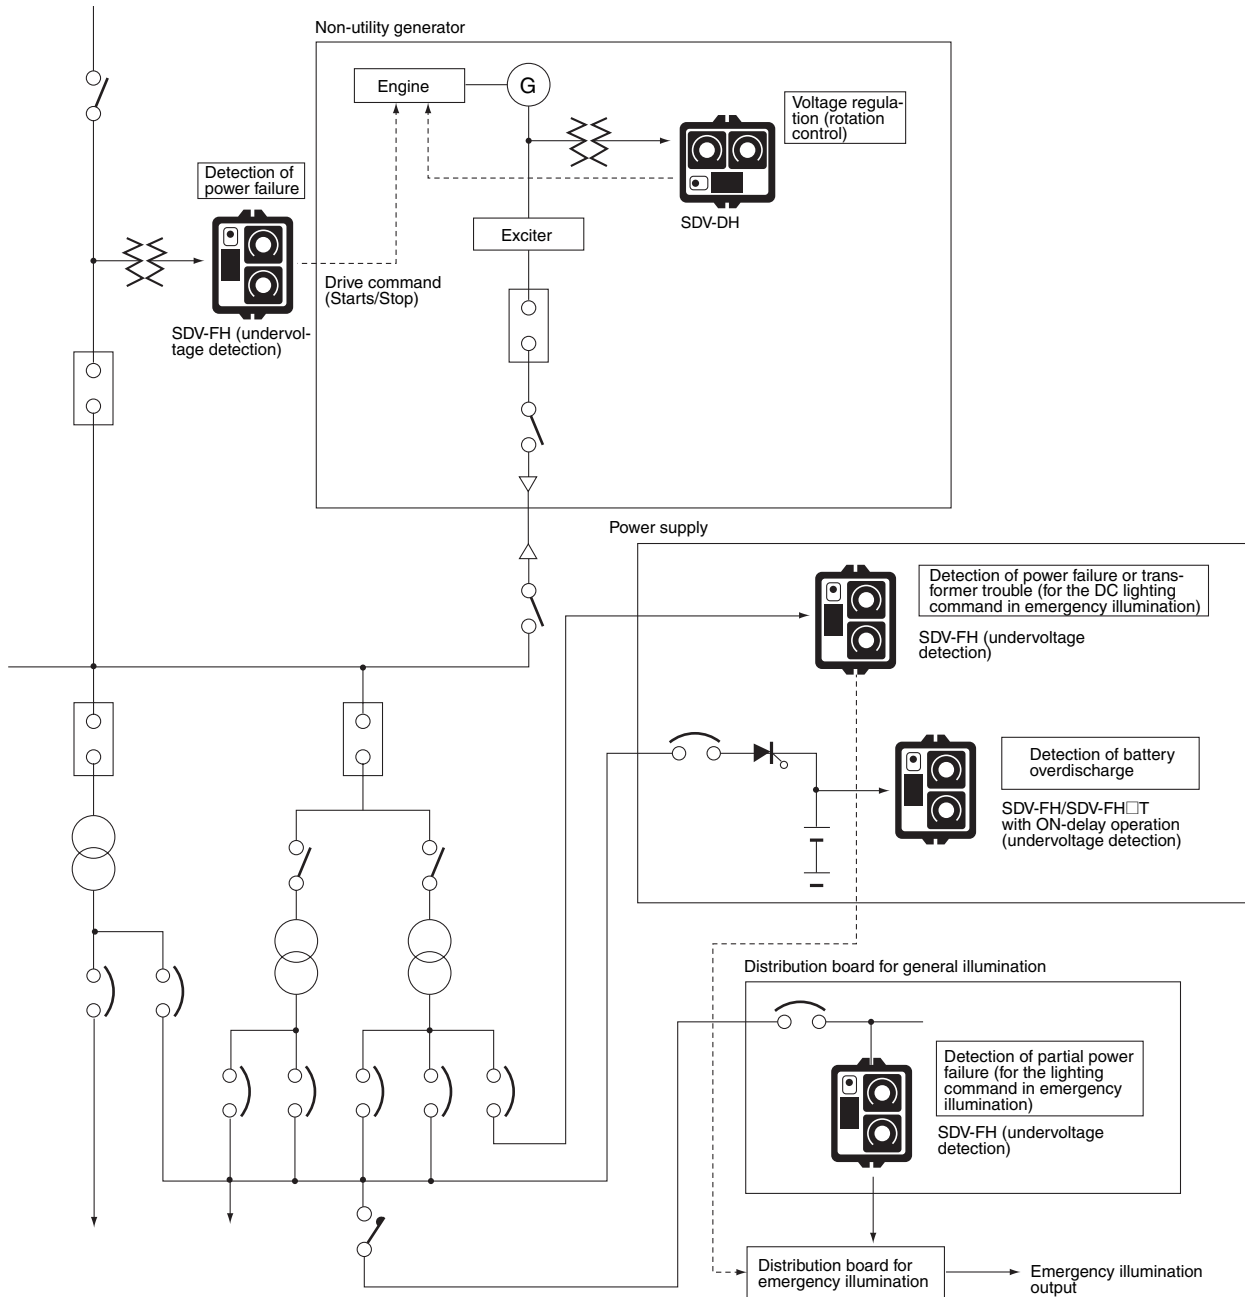 Non-utility generator
Engine
G
Voltage regula-
tion (rotation
control)
Detection of
power failure
SDV-DH
Exciter
Drive command
(Starts/Stop)
SDV-FH (undervol-
tage detection)
Power supply
Detection of power failure or trans-
former trouble (for the DC lighting
command in emergency illumination)
SDV-FH (undervoltage
detection)
Detection of battery
overdischarge
SDV-FH/SDV-FH□T
with ON-delay operation
(undervoltage detection)
Distribution board for general illumination
Detection of partial power
failure (for the lighting
command in emergency
illumination)
SDV-FH (undervoltage
detection)
Distribution board for
emergency illumination
Emergency illumination
output